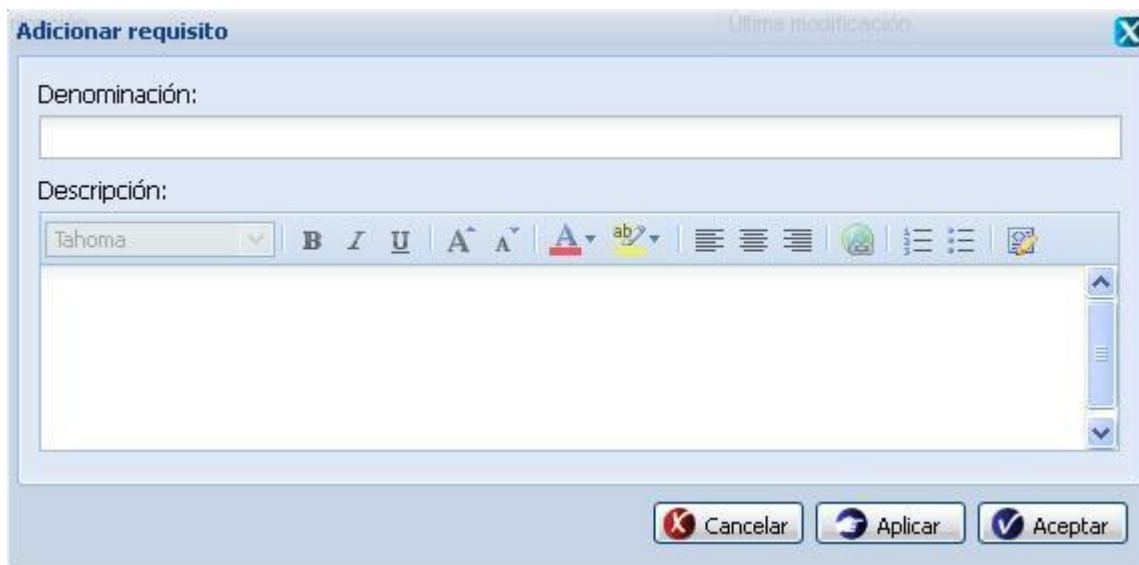 Última modificación
Adicionar requisito
Denominación:
Descripción:
Tahoma
Cancelar
Aplicar
Aceptar